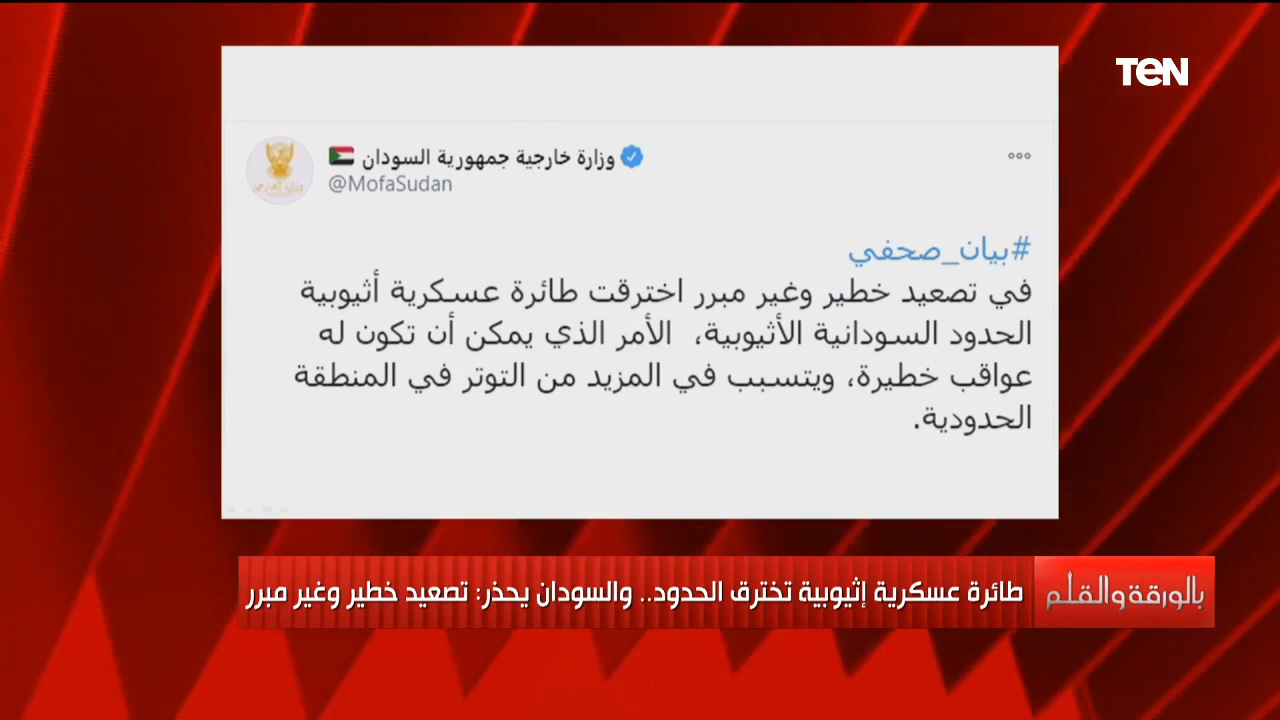 TEN
وزارة خارجية جمهورية السودان
@MofaSudan
#بيان_صحفي
في تصعيد خطير وغير مبرر اخترقت طائرة عسكرية أثيوبية
الحدود السودانية الأثيوبية، الأمر الذي يمكن أن تكون له
عواقب خطيرة، ويتسبب في المزيد من التوتر في المنطقة
الحدودية.
بالورقة والقلم
طائرة عسكرية إثيوبية تخترق الحدود.. والسودان يحذر: تصعيد خطير وغير مبرر